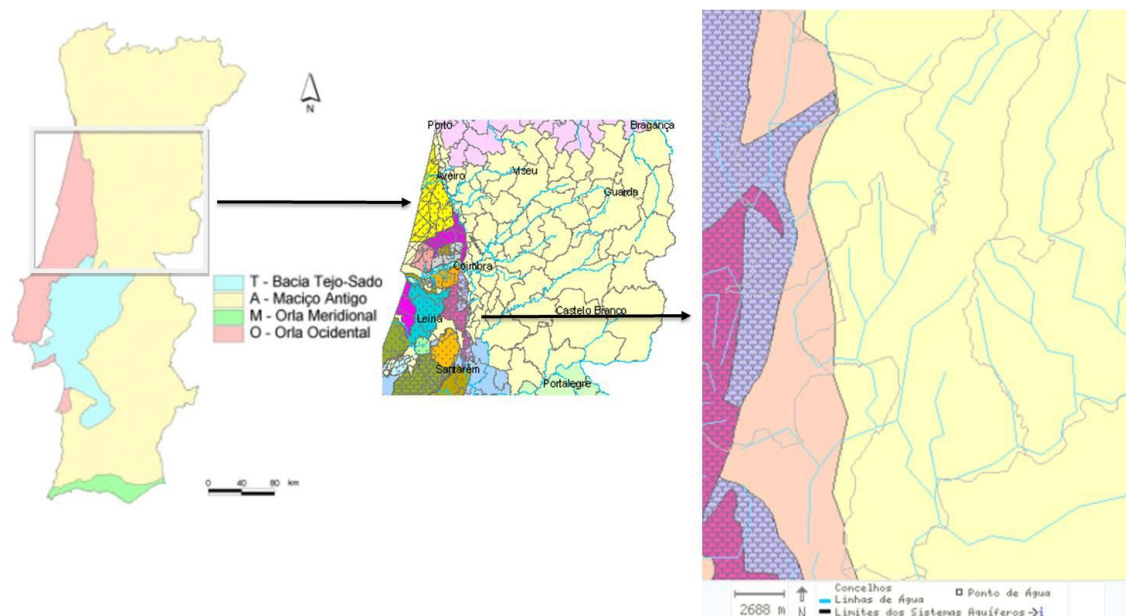 N
T - Bacia Tejo-Sado
A - Maciço Antigo
M - Orla Meridional
O - Orla Ocidental
0 40 80 km
Porto
Bragança
Aveiro
Viseu
Guarda
Coimbra
Castelo Branco
Leiria
Santarém
Portalegre
2688 m
N
Concelhos
Linhas de Água
Limites dos Sistemas Aquíferos ->i
Ponto de Água